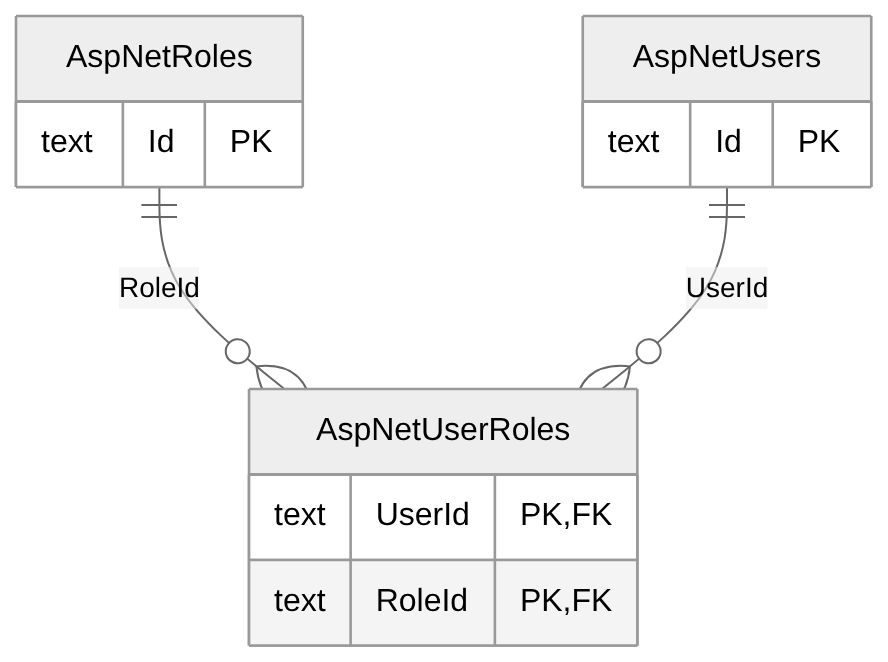 AspNetRoles
text Id PK
AspNetUsers
text Id PK
RoleId
UserId
AspNetUserRoles
text UserId PK,FK
text RoleId PK,FK